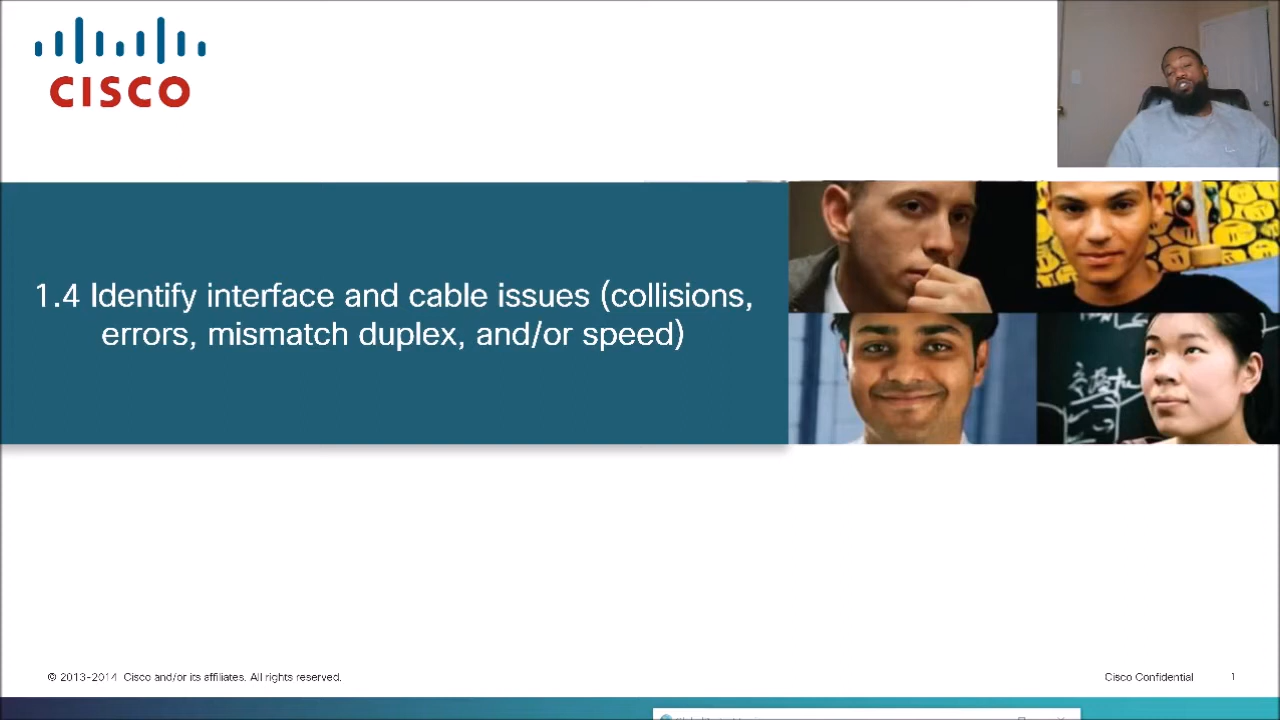 CISCO
1.4 Identify interface and cable issues (collisions,
errors, mismatch duplex, and/or speed)
© 2013-2014 Cisco and/or its affiliates. All rights reserved.
Cisco Confidential 1